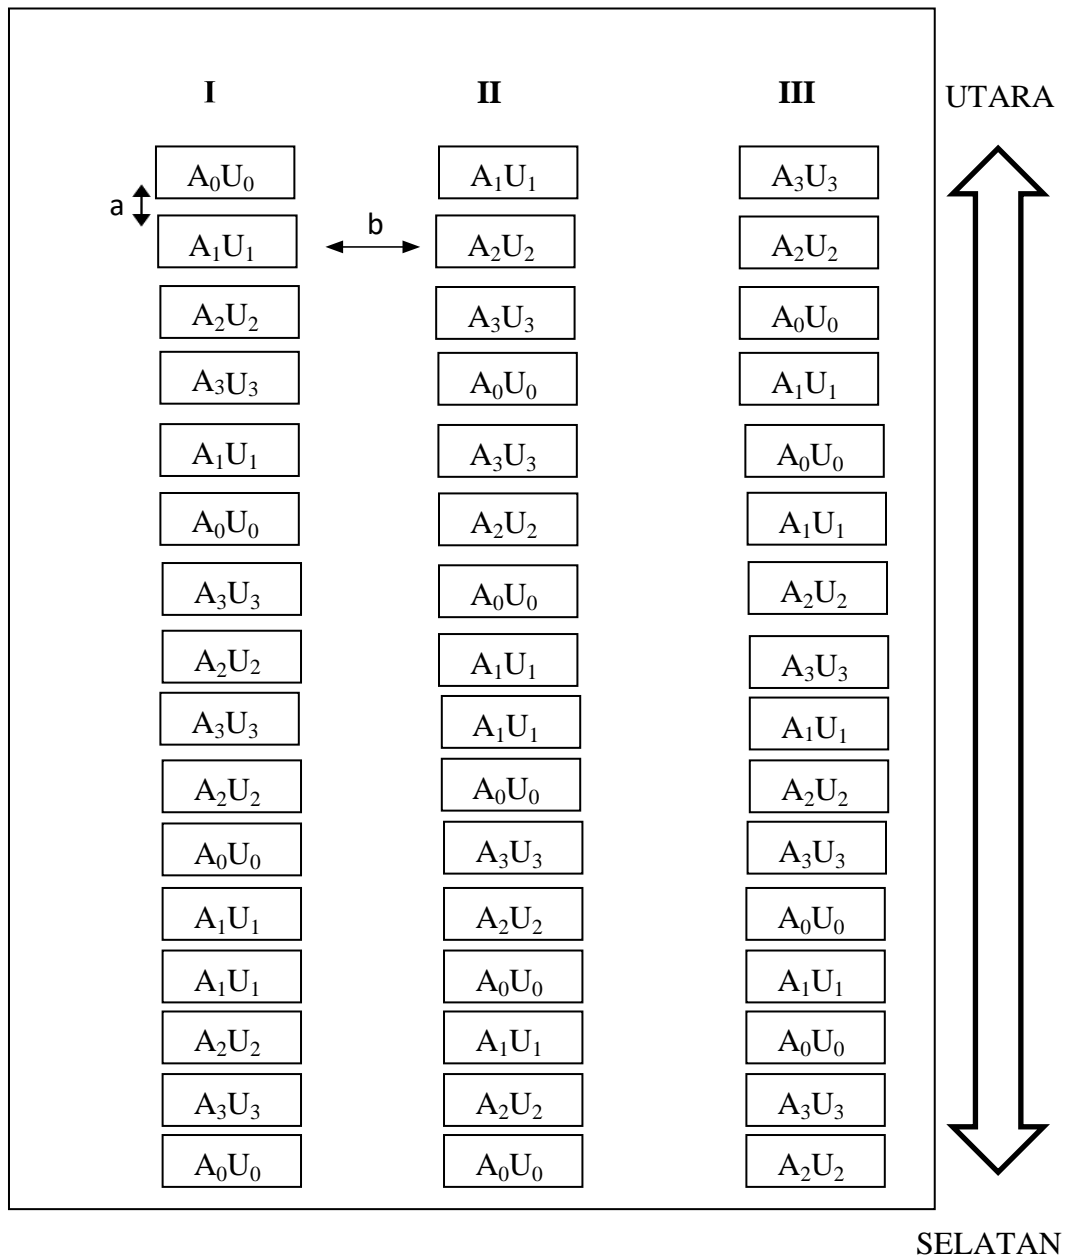 I II III UTARA
A₀U₀ A₁U₁ A₃U₃
a
A₁U₁ b A₂U₂ A₂U₂
A₂U₂ A₃U₃ A₀U₀
A₃U₃ A₀U₀ A₁U₁
A₁U₁ A₃U₃ A₀U₀
A₀U₀ A₂U₂ A₁U₁
A₃U₃ A₀U₀ A₂U₂
A₂U₂ A₁U₁ A₃U₃
A₃U₃ A₁U₁ A₁U₁
A₂U₂ A₀U₀ A₂U₂
A₀U₀ A₃U₃ A₃U₃
A₁U₁ A₂U₂ A₀U₀
A₁U₁ A₀U₀ A₁U₁
A₂U₂ A₁U₁ A₀U₀
A₃U₃ A₂U₂ A₃U₃
A₀U₀ A₀U₀ A₂U₂
SELATAN